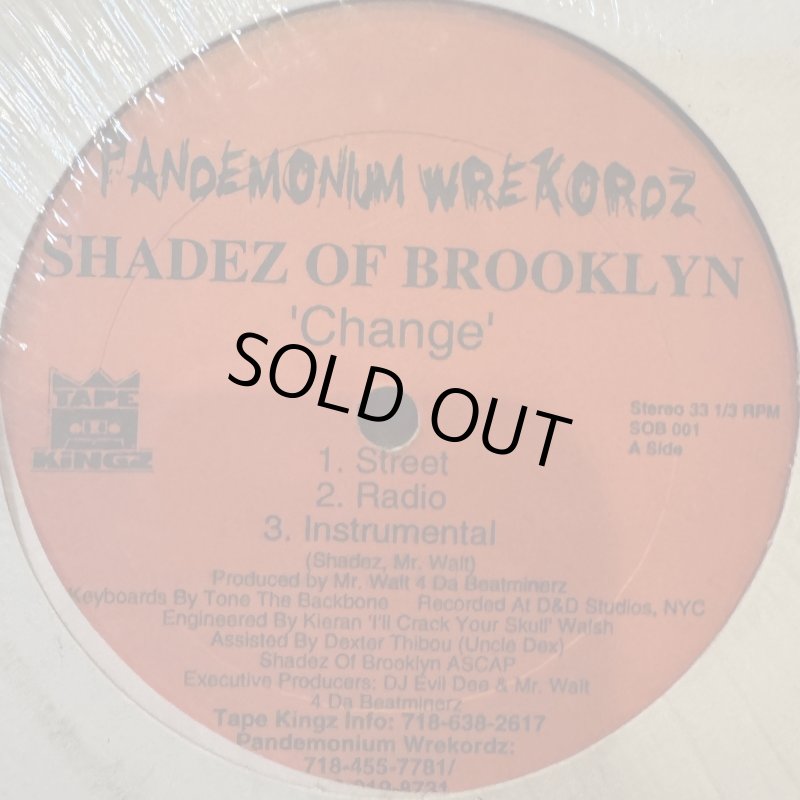 PANDEMONIUM WREKORDZ
SHADEZ OF BROOKLYN
'Change'
SOLD OUT
TAPE
KINGZ
Stereo 33 1/3 RPM
SOB 001
A Side
1. Street
2. Radio
3. Instrumental
(Shadez, Mr. Walt)
Produced by Mr. Walt 4 Da Beatminerz
Keyboards By Tone The Backbone Recorded At D&D Studios, NYC
Engineered By Kieran 'I'll Crack Your Skull' Walsh
Assisted By Dexter Thibou (Uncle Dex)
Shadez Of Brooklyn ASCAP
Executive Producers: DJ Evil Dee & Mr. Walt
4 Da Beatminerz
Tape Kingz Info: 718-638-2617
Pandemonium Wrekordz:
718-455-7781/